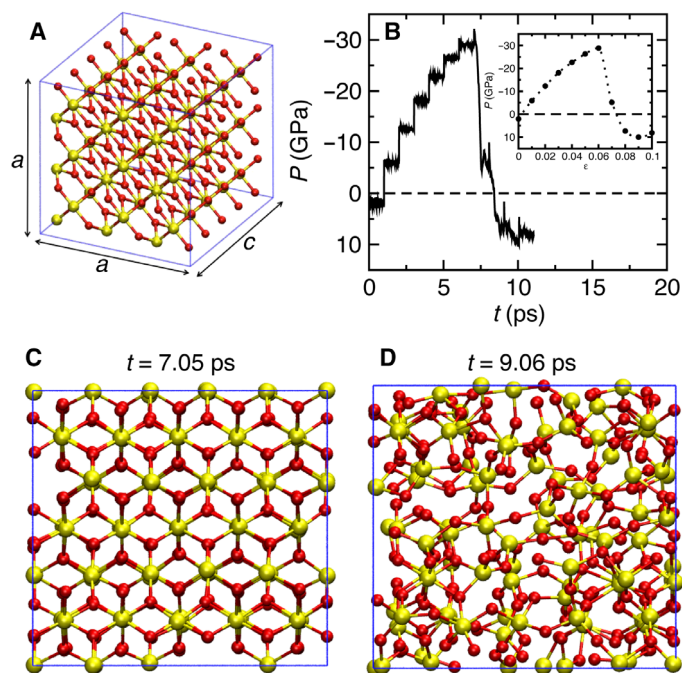 A
a
a
c
B
P (GPa)
-30
-20
-10
0
10
0 5 10 15 20
t (ps)
P (GPa)
-30
-20
-10
0
10
0 0.02 0.04 0.06 0.08 0.1
ε
C
t = 7.05 ps
D
t = 9.06 ps